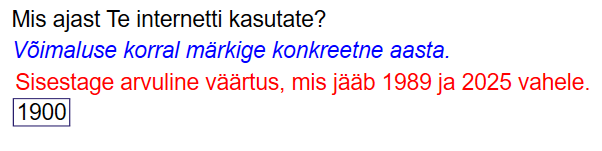 Mis ajast Te internetti kasutate?
Võimaluse korral märkige konkreetne aasta.
Sisestage arvuline väärtus, mis jääb 1989 ja 2025 vahele.
1900